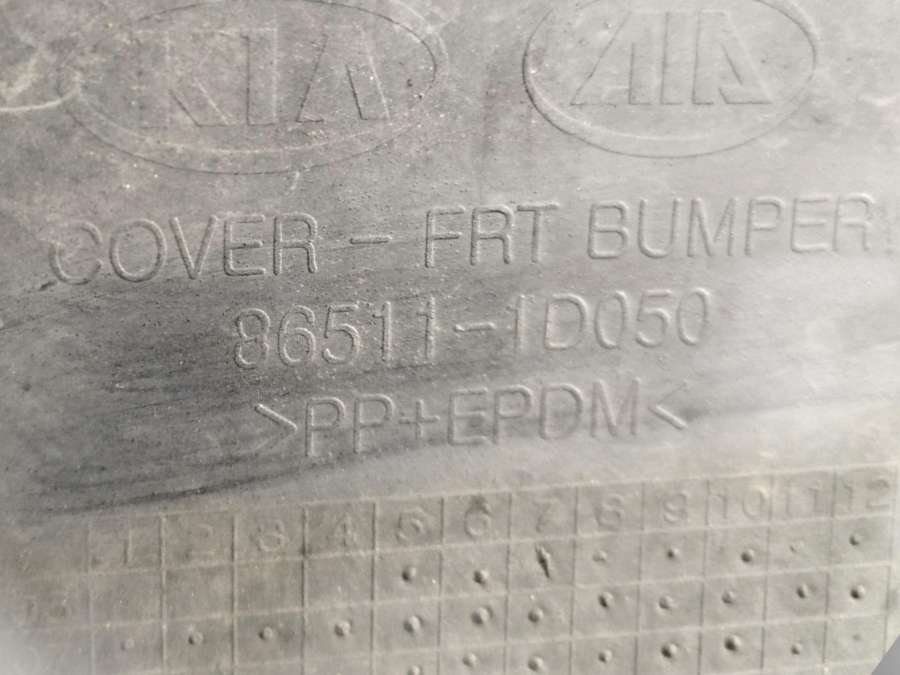 KIA KIA
COVER - FRT BUMPER
86511-1D050
>PP+EPDM<
1 2 3 4 5 6 7 8 9 10 11 12